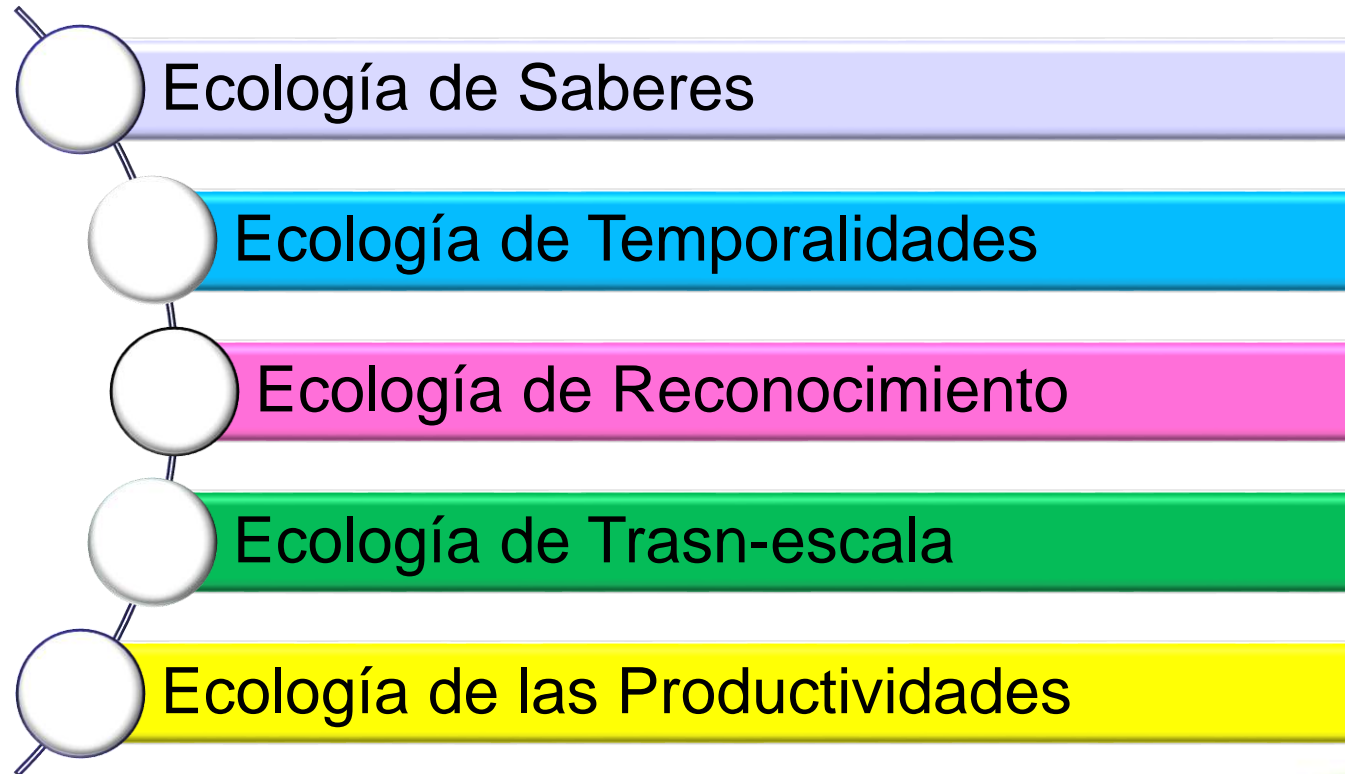 Ecología de Saberes
Ecología de Temporalidades
Ecología de Reconocimiento
Ecología de Trasn-escala
Ecología de las Productividades